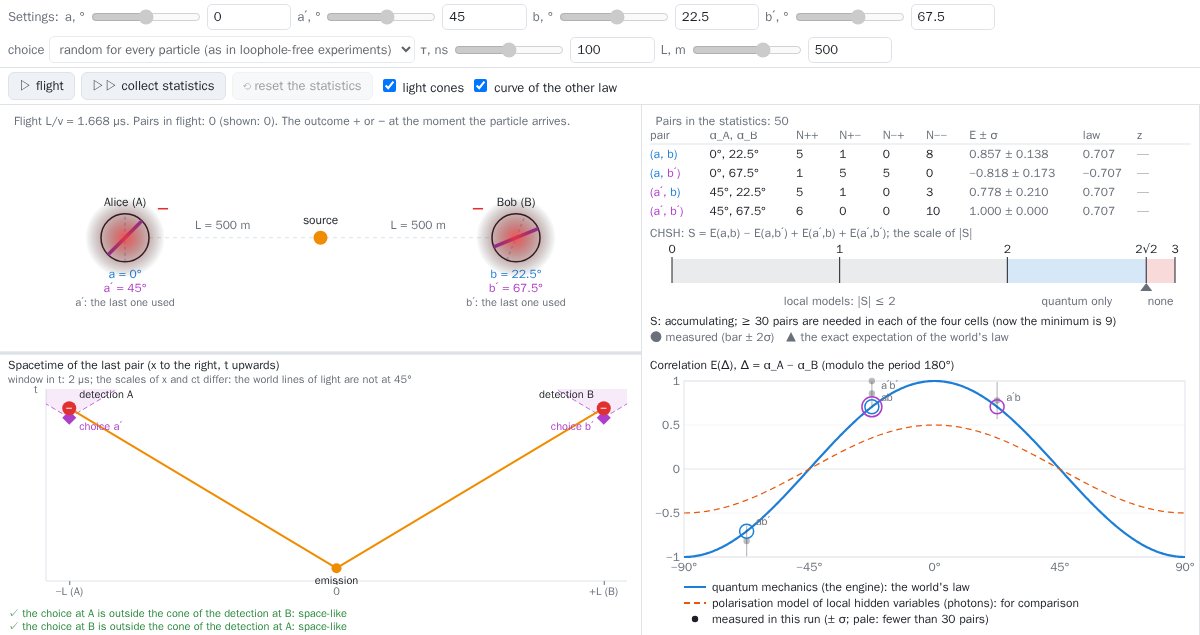 Settings: a, ° 0 a´, ° 45 b, ° 22.5 b´, ° 67.5
choice random for every particle (as in loophole-free experiments) τ, ns 100 L, m 500
▷ flight ▷▷ collect statistics ⟲ reset the statistics light cones curve of the other law
Flight L/v = 1.668 µs. Pairs in flight: 0 (shown: 0). The outcome + or − at the moment the particle arrives.
Alice (A) − − Bob (B)
source
L = 500 m L = 500 m
a = 0° b = 22.5°
a´ = 45° b´ = 67.5°
a´: the last one used b´: the last one used
Spacetime of the last pair (x to the right, t upwards)
window in t: 2 µs; the scales of x and ct differ: the world lines of light are not at 45°
t
detection A detection B
− −
choice a´ choice b´
emission
−L (A) 0 +L (B)
✓ the choice at A is outside the cone of the detection at B: space-like
✓ the choice at B is outside the cone of the detection at A: space-like
Pairs in the statistics: 50
pair α_A, α_B N++ N+− N−+ N−− E ± σ law z
(a, b) 0°, 22.5° 5 1 0 8 0.857 ± 0.138 0.707 —
(a, b´) 0°, 67.5° 1 5 5 0 −0.818 ± 0.173 −0.707 —
(a´, b) 45°, 22.5° 5 1 0 3 0.778 ± 0.210 0.707 —
(a´, b´) 45°, 67.5° 6 0 0 10 1.000 ± 0.000 0.707 —
CHSH: S = E(a,b) − E(a,b´) + E(a´,b) + E(a´,b´); the scale of |S|
0 1 2 2√2 3
local models: |S| ≤ 2 quantum only none
S: accumulating; ≥ 30 pairs are needed in each of the four cells (now the minimum is 9)
measured (bar ± 2σ) ▲ the exact expectation of the world's law
Correlation E(Δ), Δ = α_A − α_B (modulo the period 180°)
1
0.5
0
−0.5
−1
a´b´
ab
a´b
ab´
−90° −45° 0° 45° 90°
quantum mechanics (the engine): the world's law
polarisation model of local hidden variables (photons): for comparison
measured in this run (± σ; pale: fewer than 30 pairs)